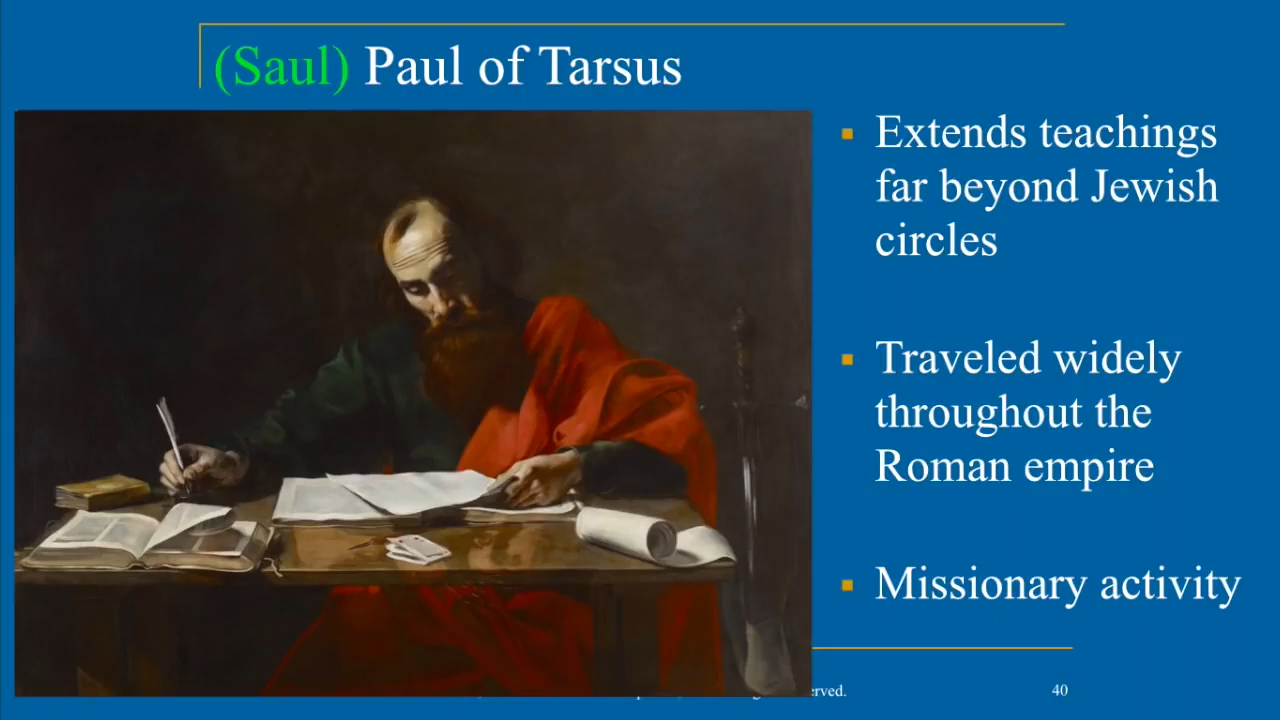 (Saul) Paul of Tarsus
▪ Extends teachings
far beyond Jewish
circles
▪ Traveled widely
throughout the
Roman empire
▪ Missionary activity
40